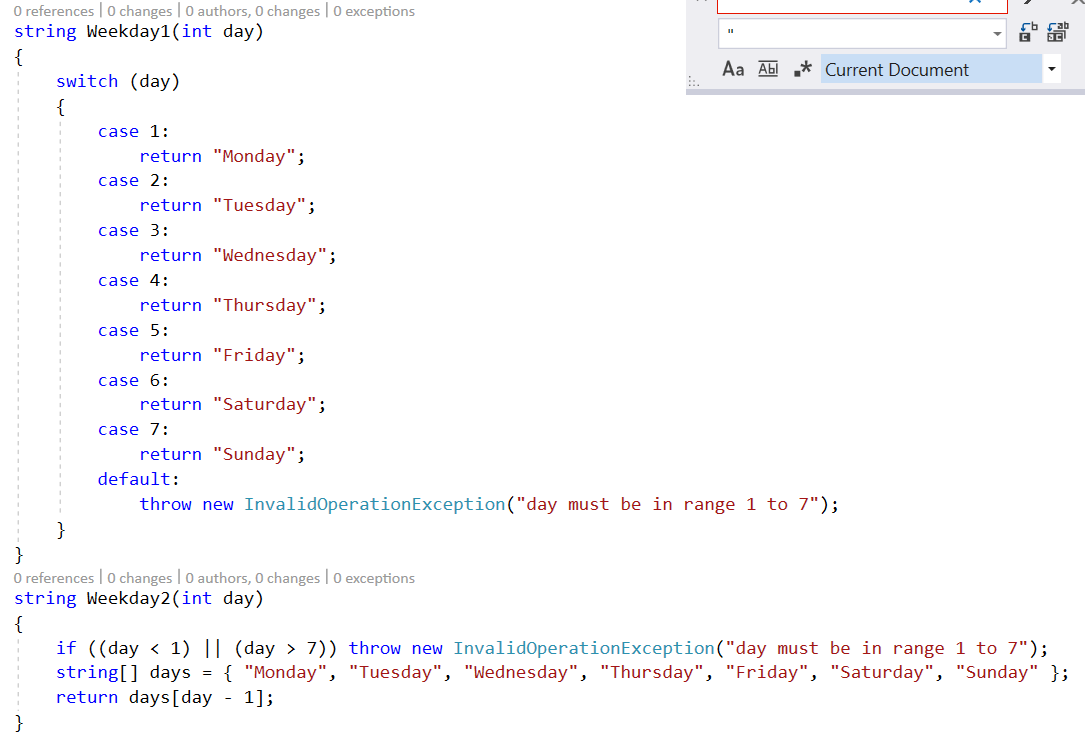 0 references | 0 changes | 0 authors, 0 changes | 0 exceptions
string Weekday1(int day)
{
    switch (day)
    {
        case 1:
            return "Monday";
        case 2:
            return "Tuesday";
        case 3:
            return "Wednesday";
        case 4:
            return "Thursday";
        case 5:
            return "Friday";
        case 6:
            return "Saturday";
        case 7:
            return "Sunday";
        default:
            throw new InvalidOperationException("day must be in range 1 to 7");
    }
}
0 references | 0 changes | 0 authors, 0 changes | 0 exceptions
string Weekday2(int day)
{
    if ((day < 1) || (day > 7)) throw new InvalidOperationException("day must be in range 1 to 7");
    string[] days = { "Monday", "Tuesday", "Wednesday", "Thursday", "Friday", "Saturday", "Sunday" };
    return days[day - 1];
}
"
Aa Abl .*
Current Document